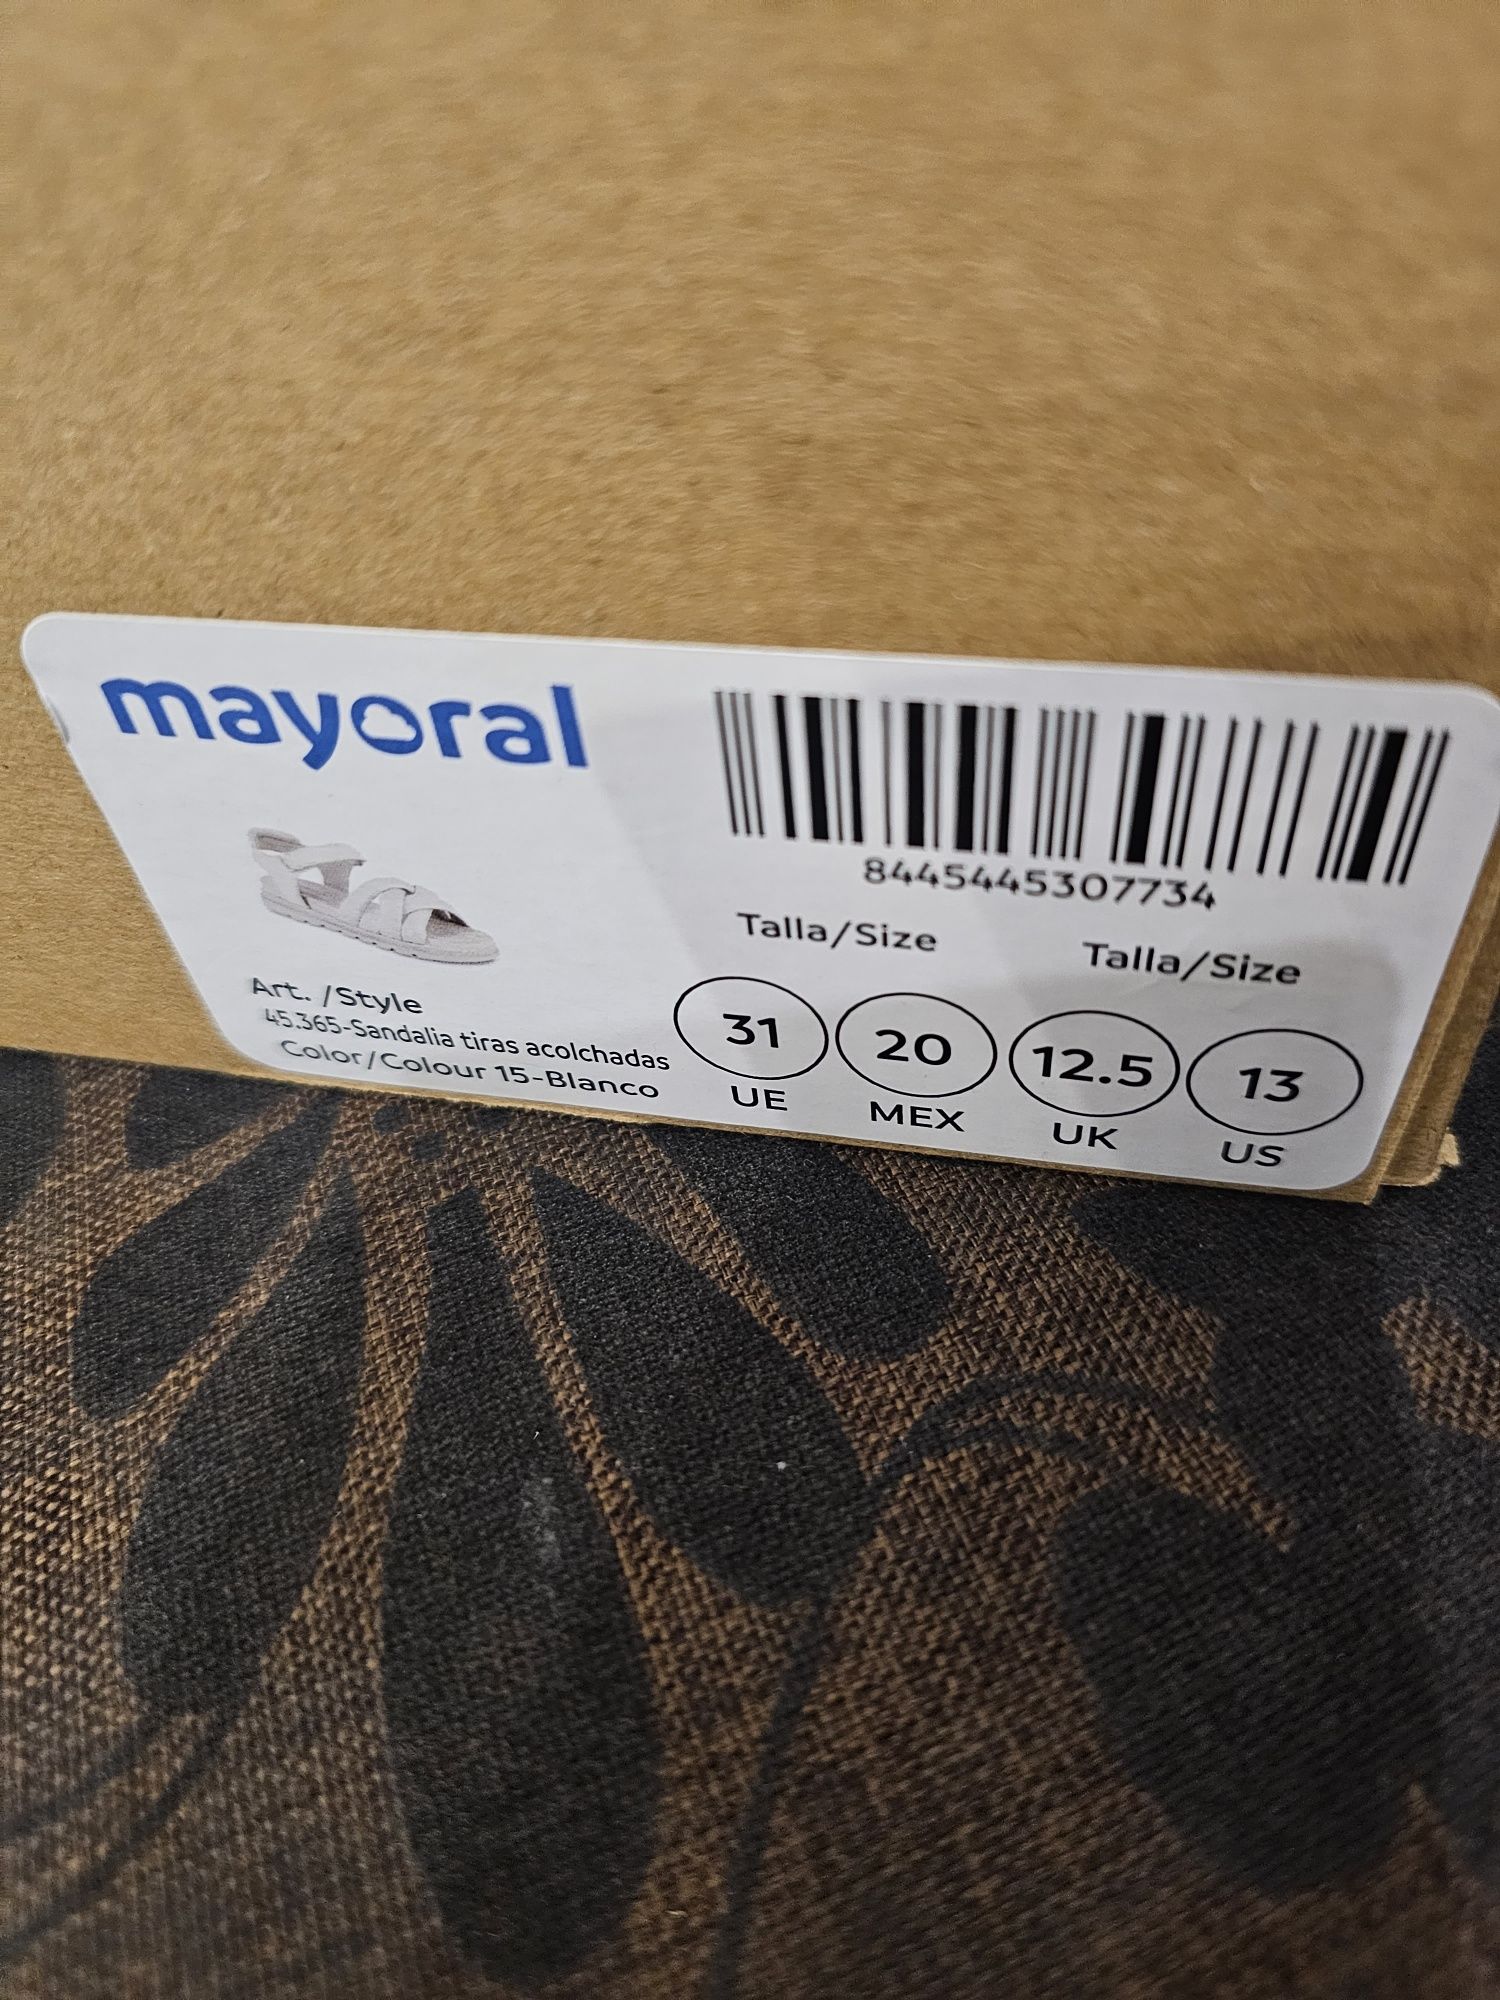 mayoral
8445445307734
Talla/Size
Talla/Size
Art. /Style
45.365-Sandalia tiras acolchadas
Color/Colour 15-Blanco
31
20
12.5
13
UE
MEX
UK
US